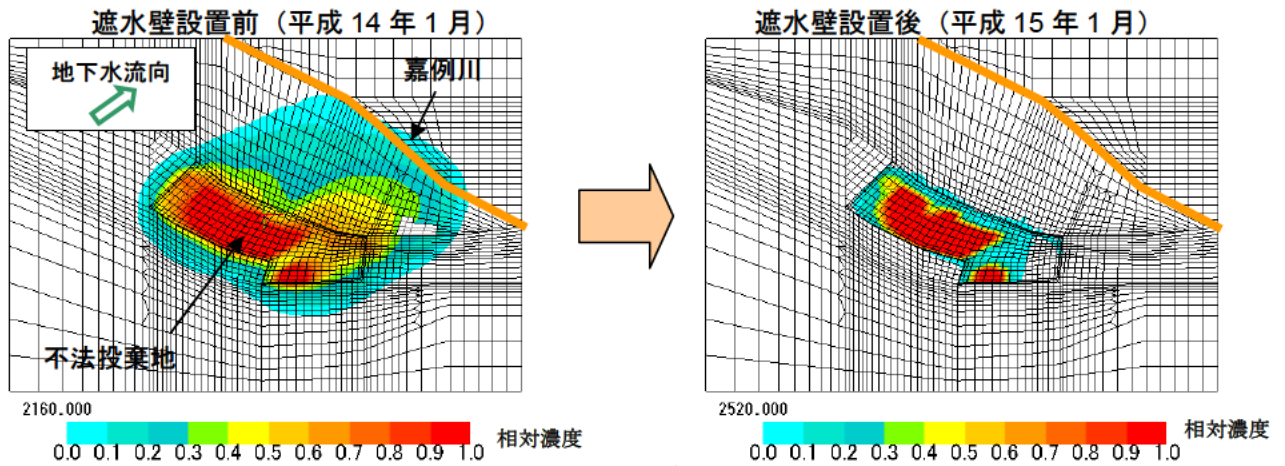 遮水壁設置前（平成 14 年 1 月）
地下水流向
嘉例川
不法投棄地
2160.000
0.0 0.1 0.2 0.3 0.4 0.5 0.6 0.7 0.8 0.9 1.0
相対濃度
遮水壁設置後（平成 15 年 1 月）
2520.000
0.0 0.1 0.2 0.3 0.4 0.5 0.6 0.7 0.8 0.9 1.0
相対濃度